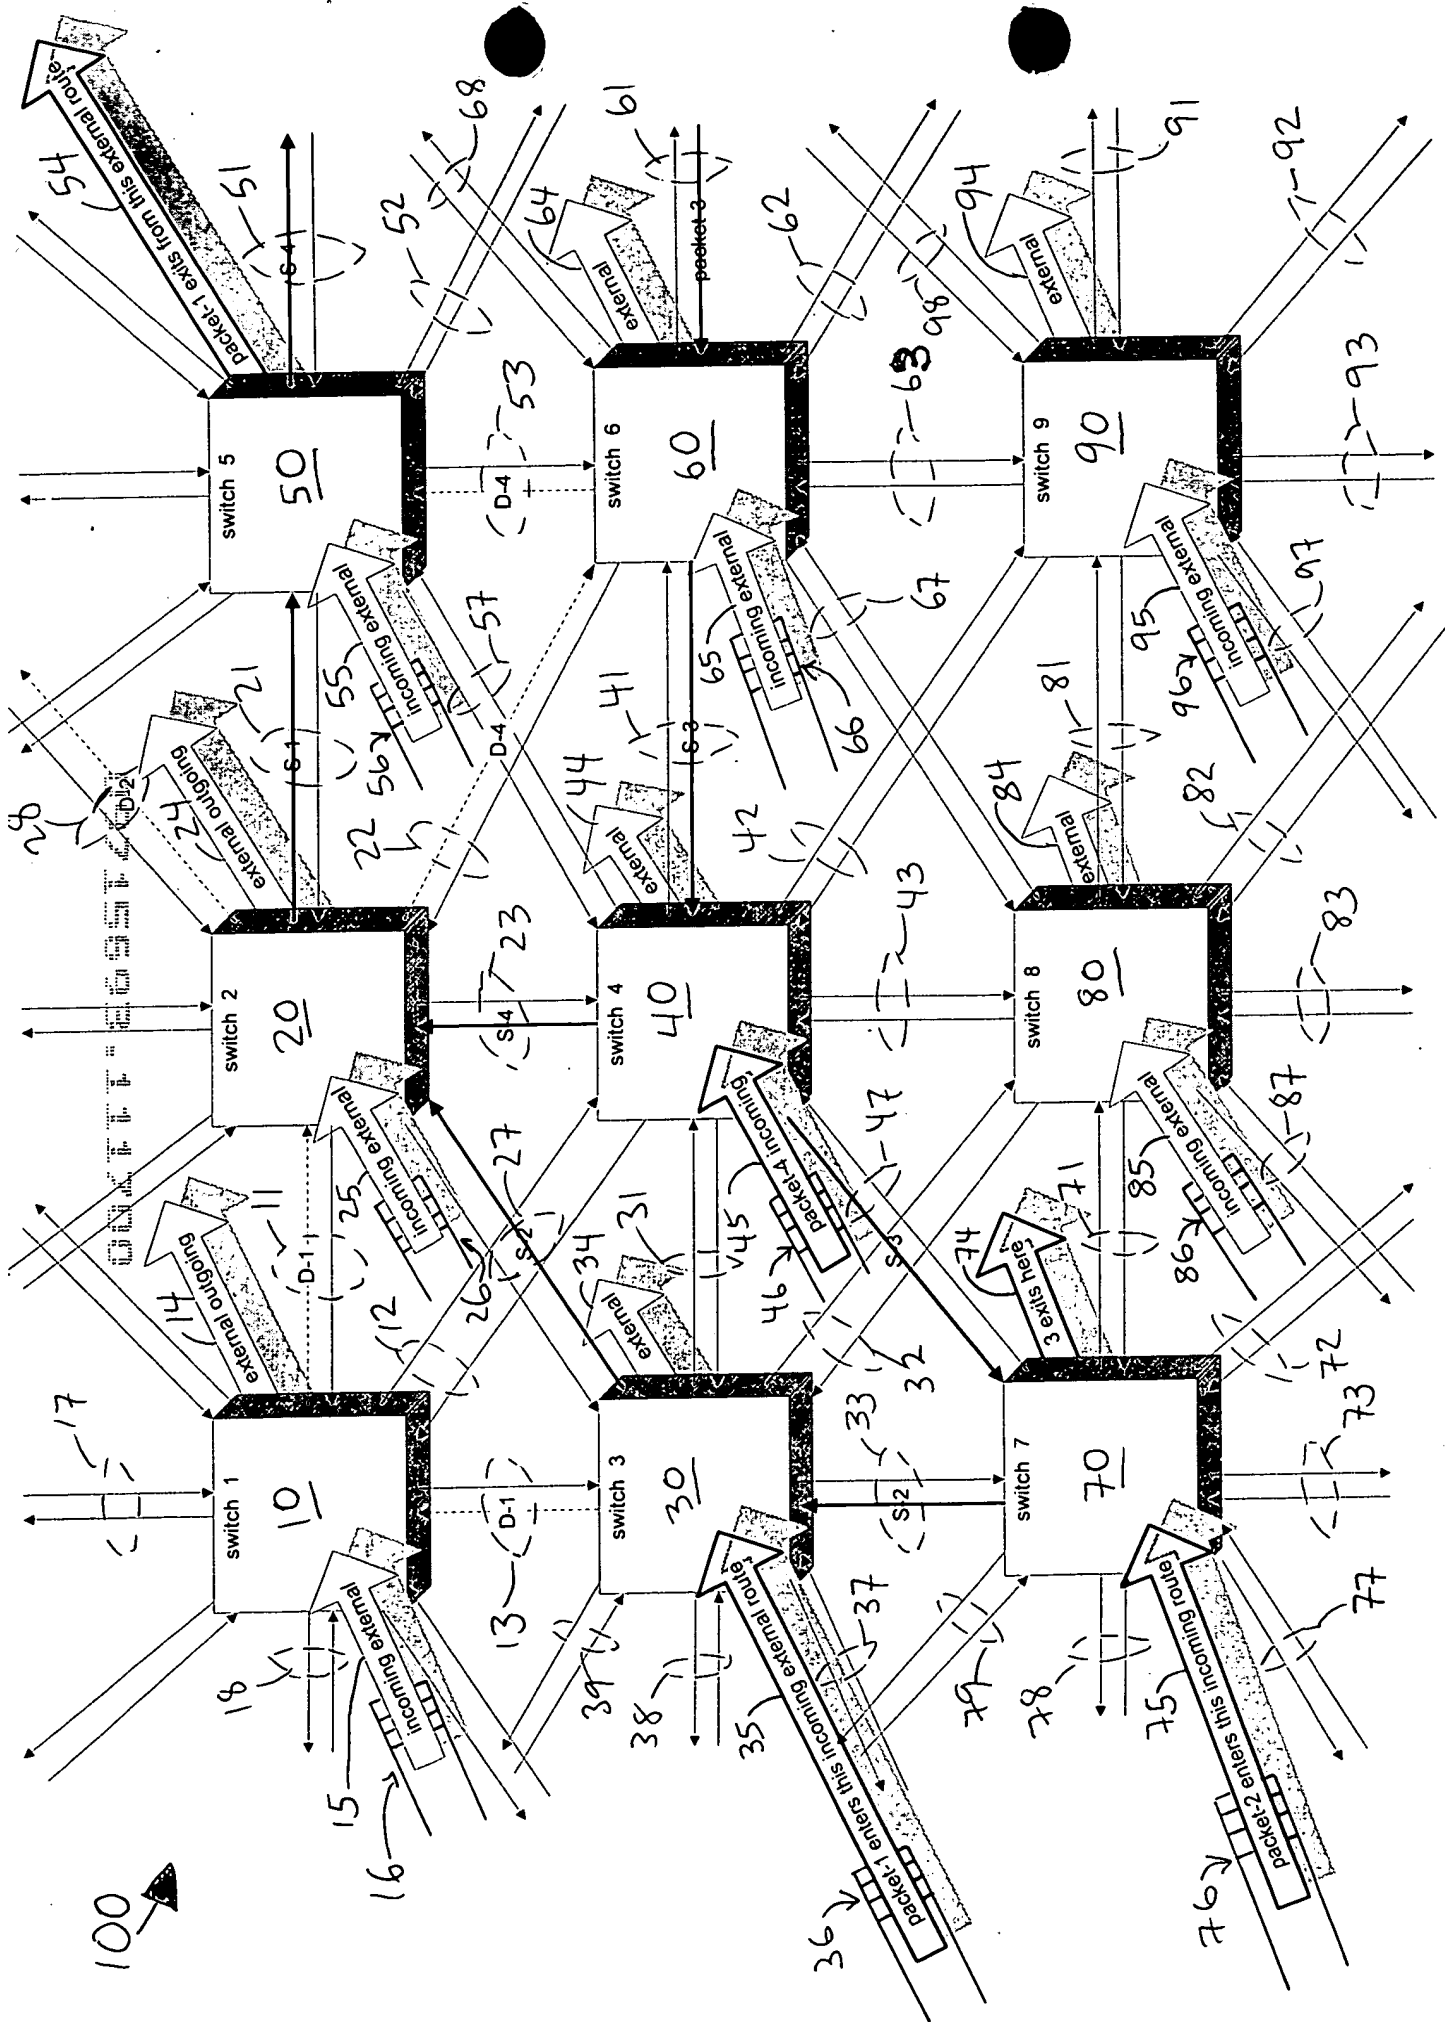 100
17
switch 1
10
18
15
incoming external
16
14
external outgoing
11
D-1
12
13
D-1
28
D-2
switch 2
20
24
external outgoing
21
S-1
25
incoming external
26
22
23
S-4
27
S-2
54
packet-1 exits from this external route
51
S-4
switch 5
50
52
53
D-4
55
incoming external
56
57
D-4
68
39
38
switch 3
30
34
external
31
35
packet-1 enters this incoming external route
36
37
32
33
S-2
switch 4
40
44
external
41
S-3
42
43
45
packet-4 incoming
46
47
S-3
switch 6
60
64
external
61
packet-3
62
63
65
incoming external
66
67
79
78
switch 7
70
74
3 exits here
71
72
73
75
packet-2 enters this incoming route
76
77
switch 8
80
84
external
81
82
83
85
incoming external
86
87
98
switch 9
90
94
external
91
92
93
95
incoming external
96
97